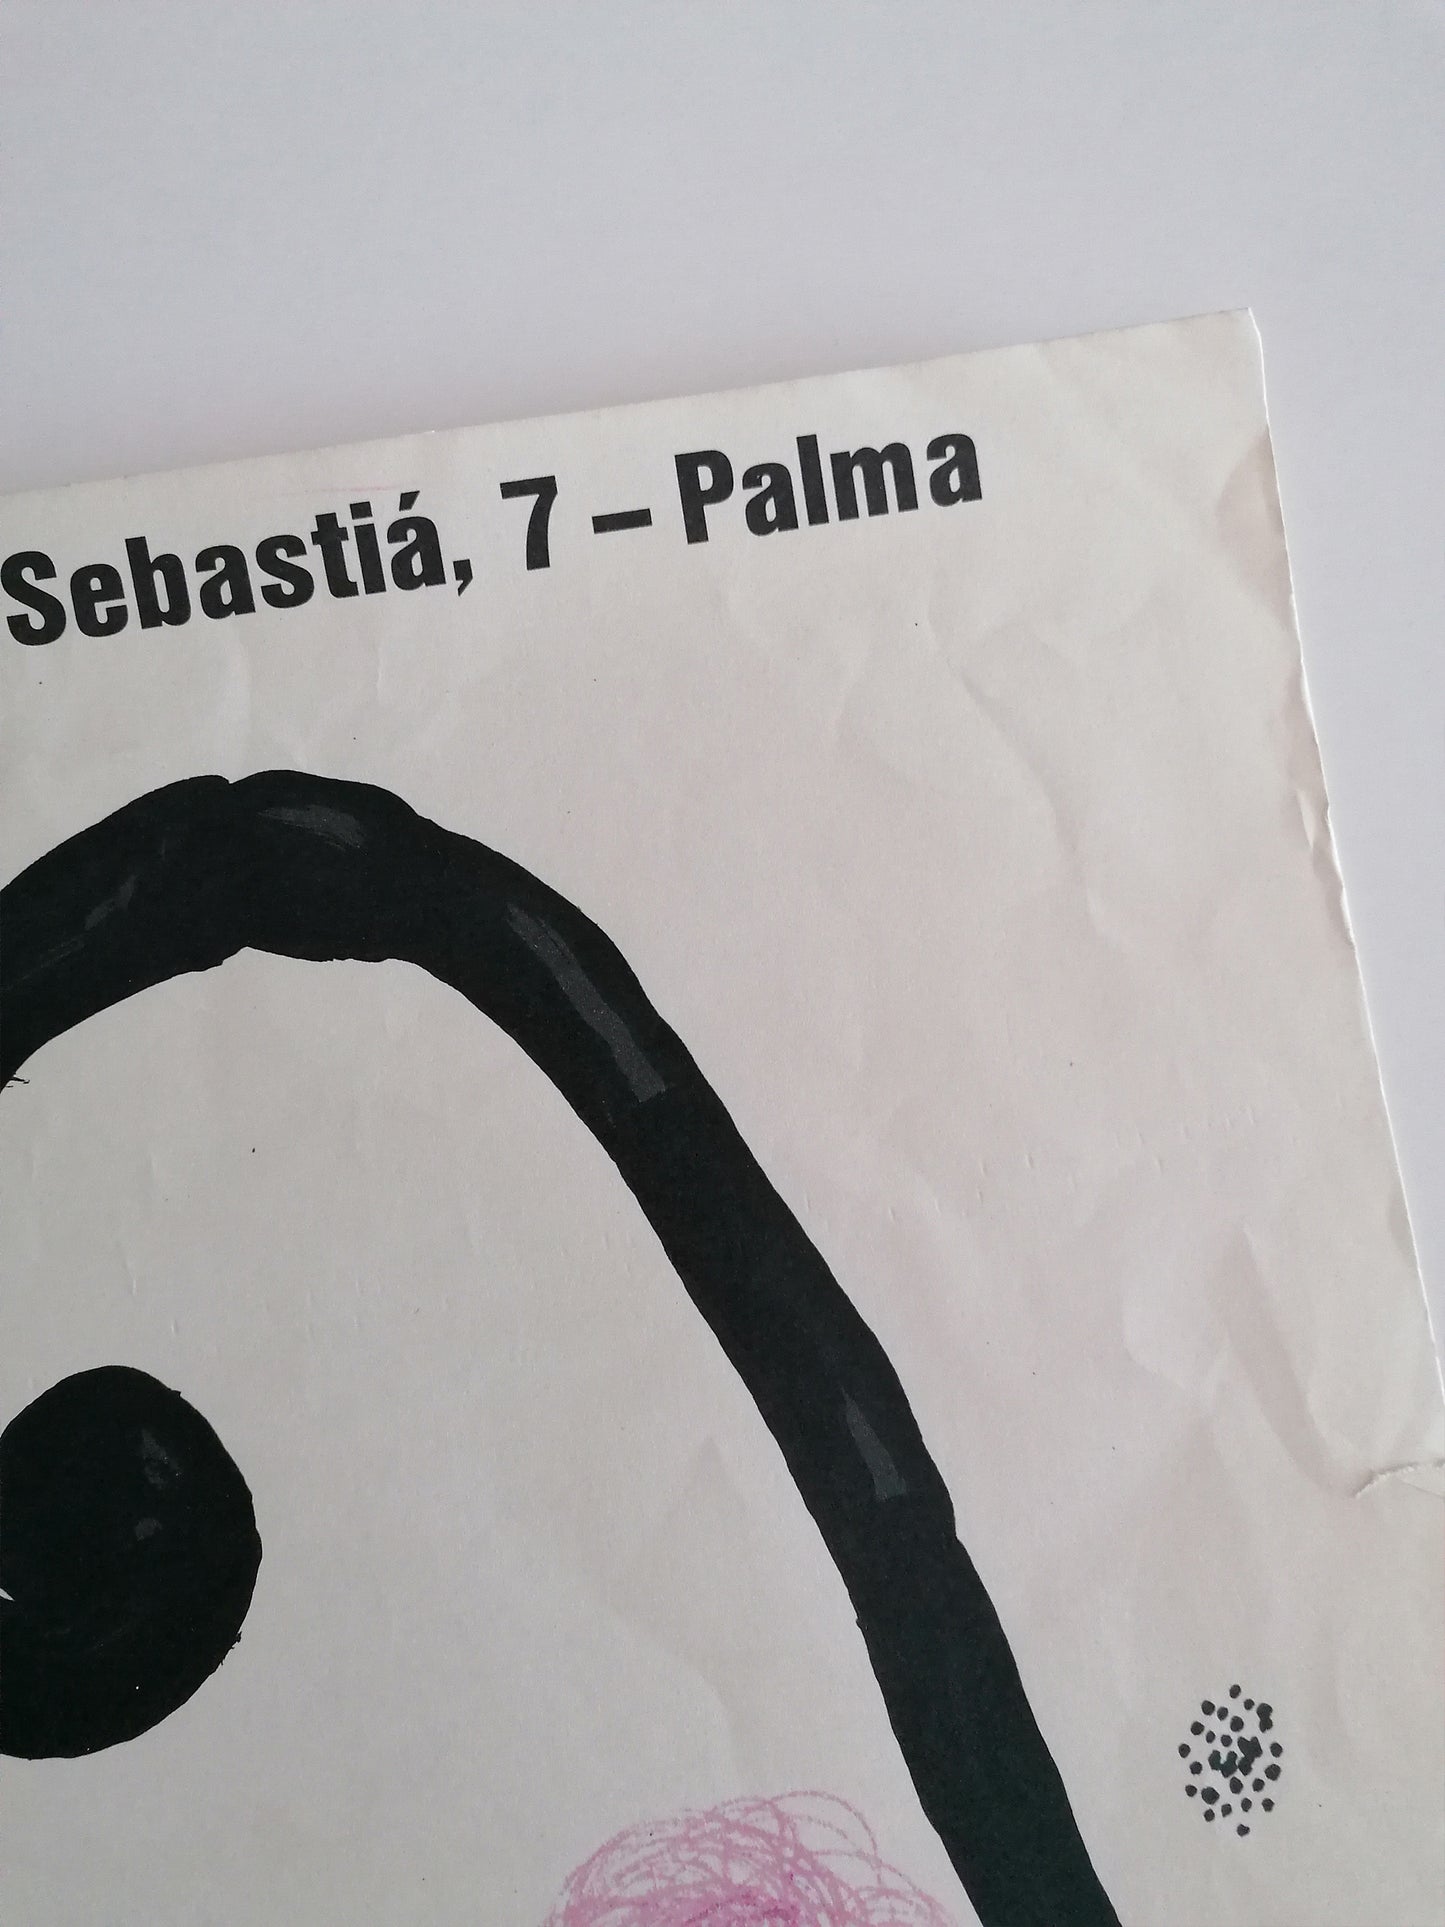 Sebastiá, 7 – Palma